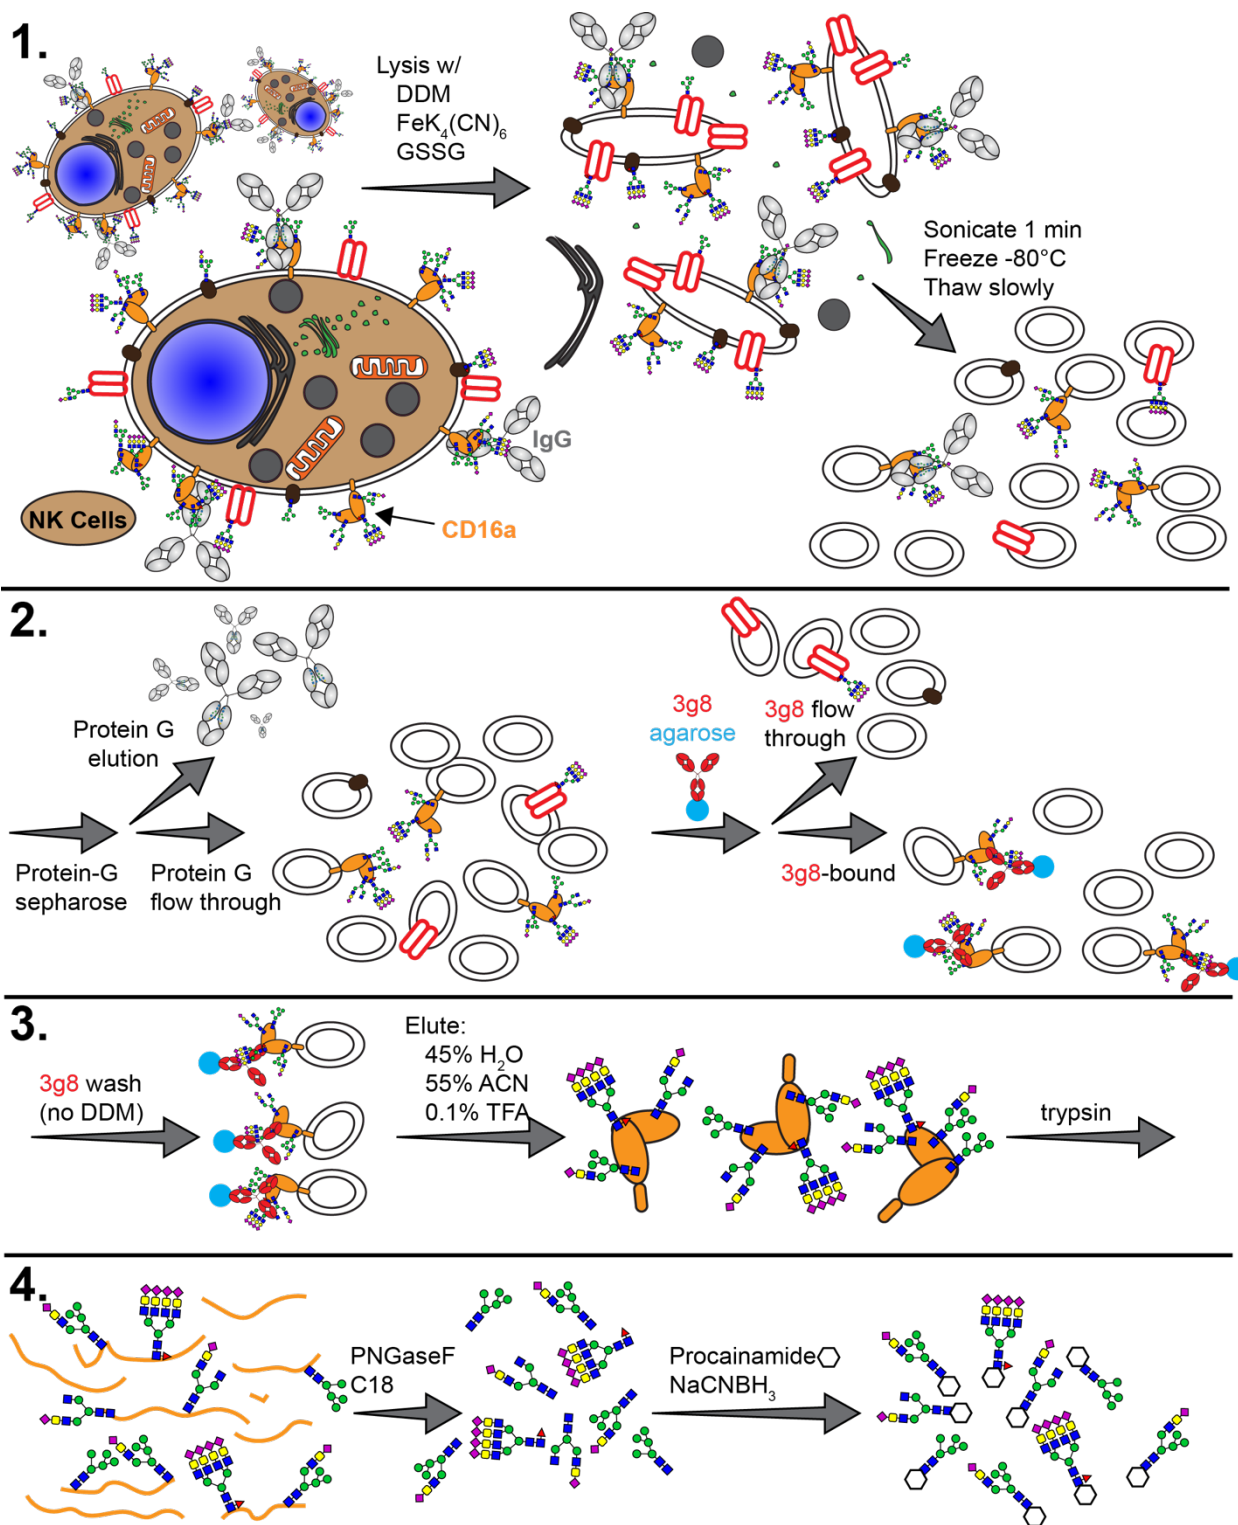 1.
Lysis w/
DDM
FeK₄(CN)₆
GSSG
Sonicate 1 min
Freeze -80°C
Thaw slowly
IgG
NK Cells
CD16a
2.
Protein G
elution
Protein-G
sepharose
Protein G
flow through
3g8
agarose
3g8 flow
through
3g8-bound
3.
3g8 wash
(no DDM)
Elute:
45% H₂O
55% ACN
0.1% TFA
trypsin
4.
PNGaseF
C18
Procainamide
NaCNBH₃